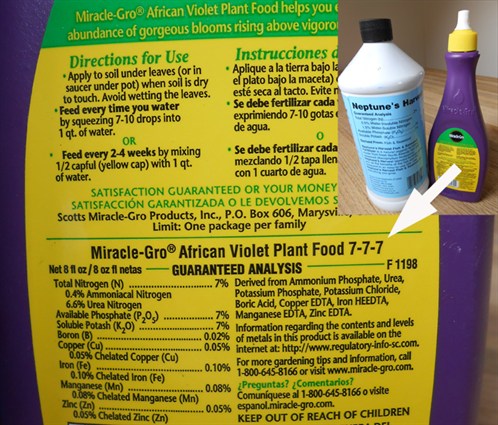 Miracle-Gro® African Violet Plant Food helps you
abundance of gorgeous blooms rising above vigoro
Directions for Use
• Apply to soil under leaves (or in
saucer under pot) when soil is dry
to touch. Avoid wetting the leaves.
• Feed every time you water
by squeezing 7-10 drops into
1 qt. of water.
OR
• Feed every 2-4 weeks by mixing
1/2 capful (yellow cap) with 1 qt.
of water.
Instrucciones d
• Aplique a la tierra bajo la
el plato bajo la maceta)
esté seca al tacto. Evite
• Se debe fertilizar cada
exprimiendo 7-10 gotas
de agua.
O
• Se debe fertilizar cada
mezclando 1/2 tapa llen
con 1 cuarto de agua.
SATISFACTION GUARANTEED OR YOUR MONEY
SATISFACCIÓN GARANTIZADA O LE DEVOLVEMOS S
Scotts Miracle-Gro Products, Inc., P.O. Box 606, Marysvi
Limit: One package per family
Miracle-Gro® African Violet Plant Food 7-7-7
Net 8 fl oz/8 oz fl netas
GUARANTEED ANALYSIS
F1198
Total Nitrogen (N) 7%
0.4% Ammoniacal Nitrogen
6.6% Urea Nitrogen
Available Phosphate (P₂O₅) 7%
Soluble Potash (K₂O) 7%
Boron (B) 0.02%
Copper (Cu) 0.05%
0.05% Chelated Copper (Cu)
Iron (Fe) 0.10%
0.10% Chelated Iron (Fe)
Manganese (Mn) 0.08%
0.08% Chelated Manganese (Mn)
Zinc (Zn) 0.05%
0.05% Chelated Zinc (Zn)
Derived from Ammonium Phosphate, Urea,
Potassium Phosphate, Potassium Chloride,
Boric Acid, Copper EDTA, Iron HEEDTA,
Manganese EDTA, Zinc EDTA.
Information regarding the contents and levels
of metals in this product is available on the
internet at: http://www.regulatory-info-sc.com.
For more gardening tips and information, call
1-800-645-8166 or visit www.miracle-gro.com.
¿Preguntas? ¿Comentarios?
Comuníquese al 1-800-645-8166 o visite
espanol.miracle-gro.com.
KEEP OUT OF REACH OF CHILDREN
Neptune's Harv
Guaranteed Analysis